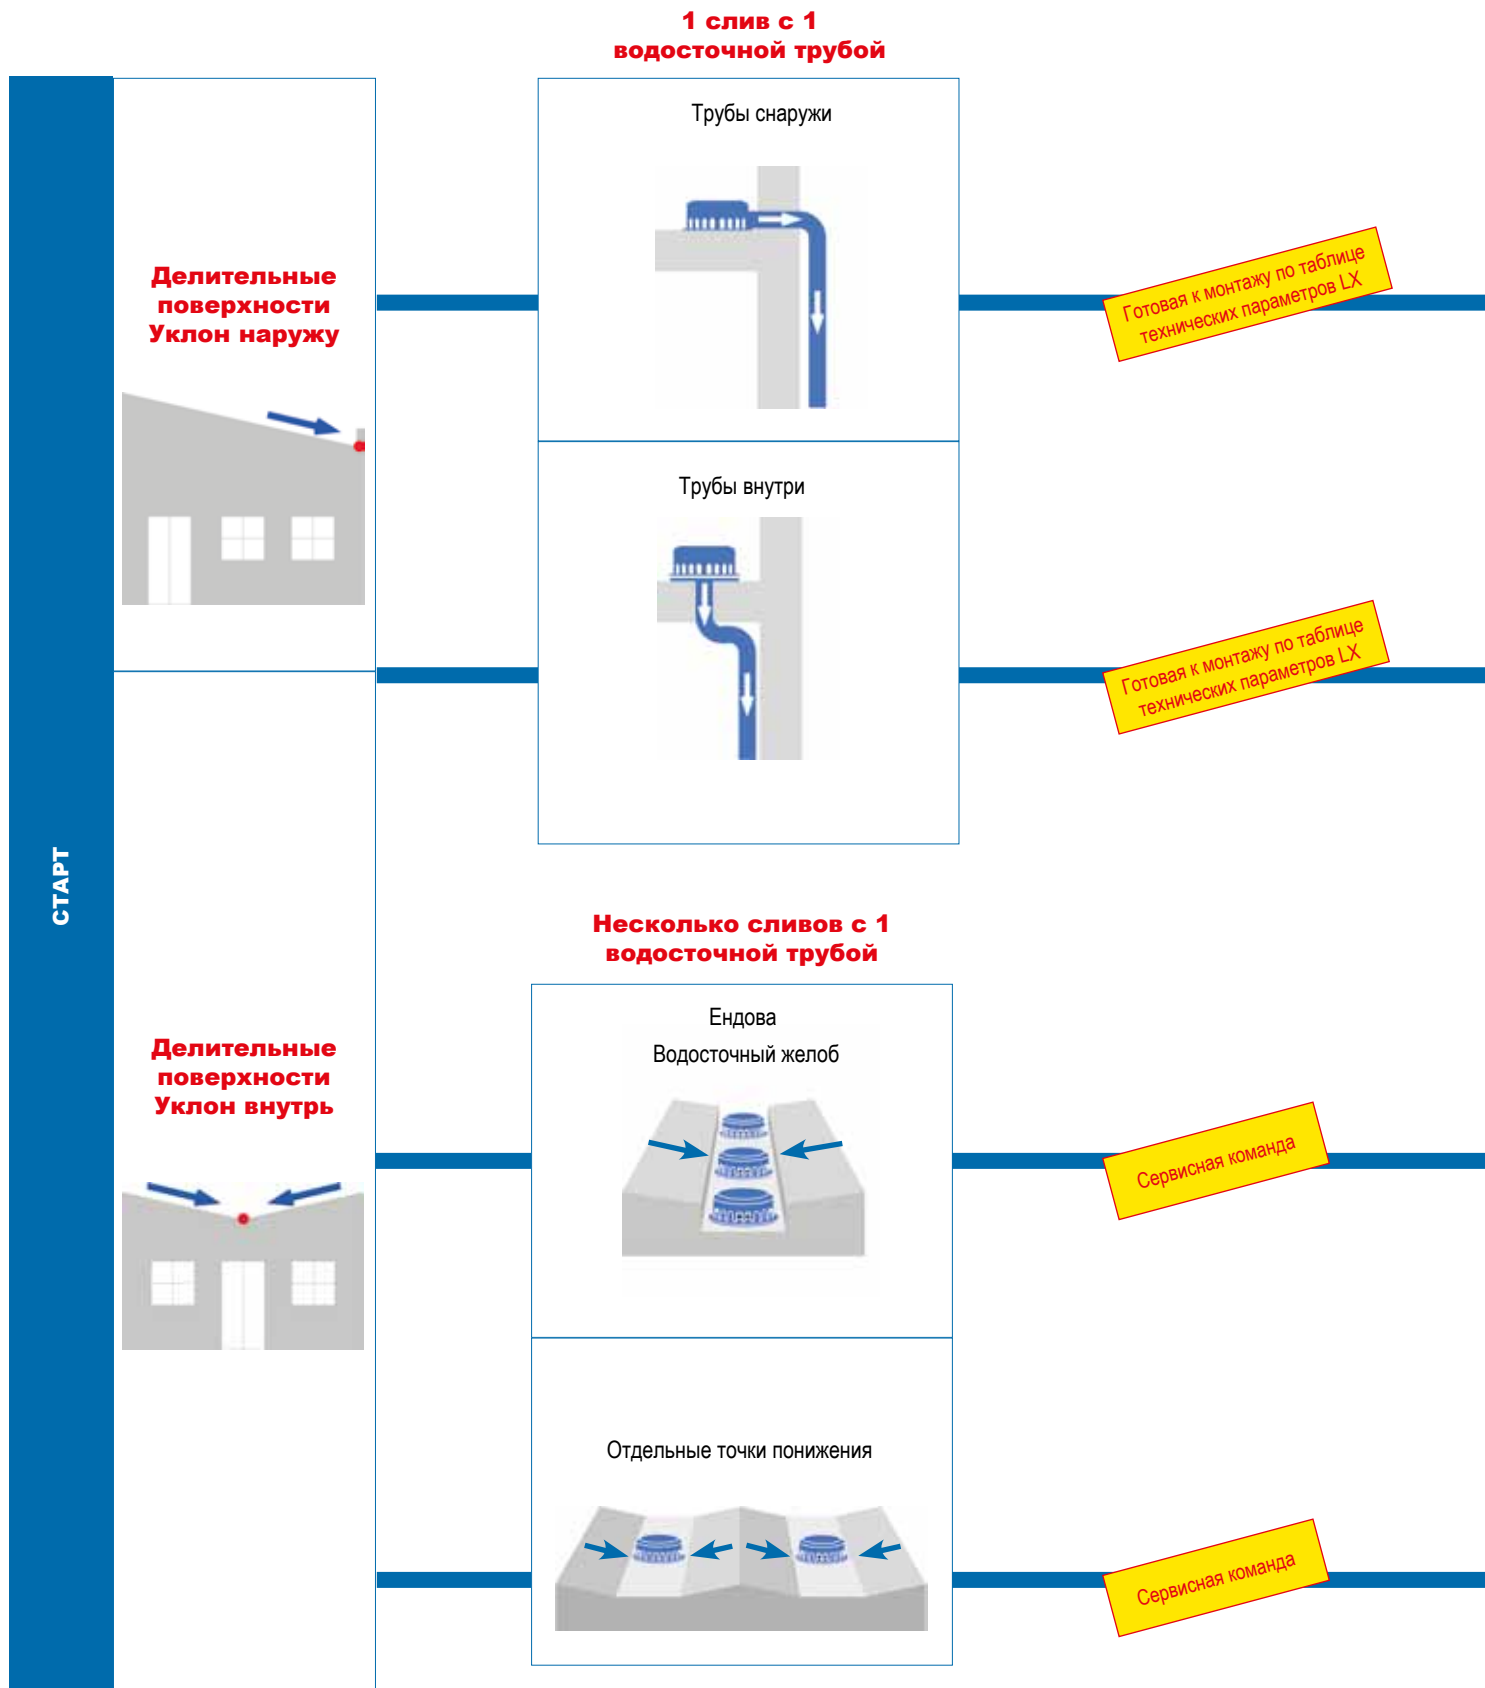 1 слив с 1
водосточной трубой
Трубы снаружи
Делительные
поверхности
Уклон наружу
Готовая к монтажу по таблице
технических параметров LX
Трубы внутри
Готовая к монтажу по таблице
технических параметров LX
СТАРТ
Несколько сливов с 1
водосточной трубой
Ендова
Водосточный желоб
Делительные
поверхности
Уклон внутрь
Сервисная команда
Отдельные точки понижения
Сервисная команда